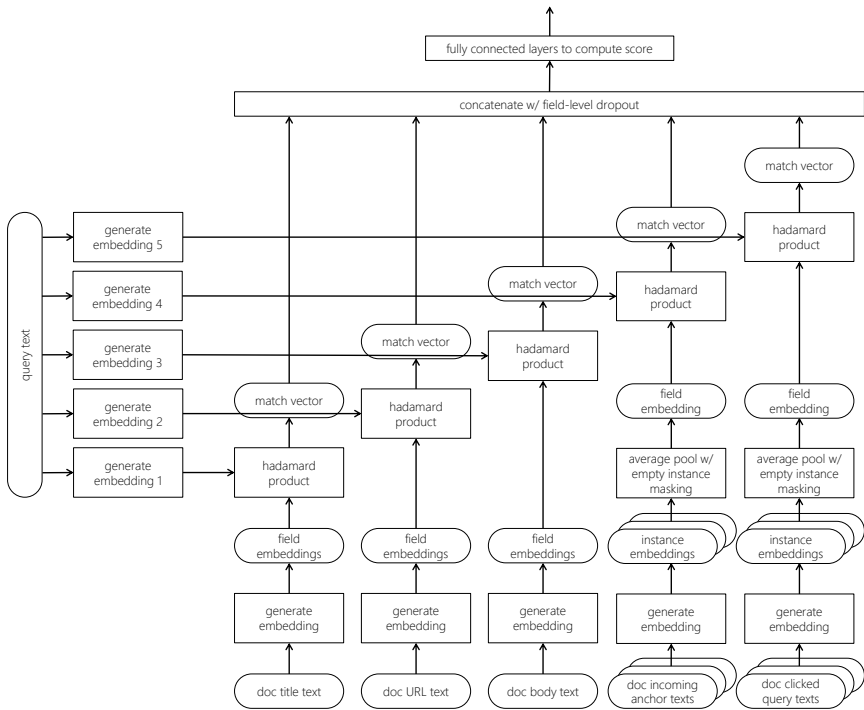 fully connected layers to compute score
concatenate w/ field-level dropout
match vector
generate
embedding 5
match vector
hadamard
product
generate
embedding 4
match vector
hadamard
product
query text
generate
embedding 3
match vector
hadamard
product
generate
embedding 2
match vector
hadamard
product
field
embedding
field
embedding
generate
embedding 1
hadamard
product
average pool w/
empty instance
masking
average pool w/
empty instance
masking
field
embeddings
field
embeddings
field
embeddings
instance
embeddings
instance
embeddings
generate
embedding
generate
embedding
generate
embedding
generate
embedding
generate
embedding
doc title text
doc URL text
doc body text
doc incoming
anchor texts
doc clicked
query texts